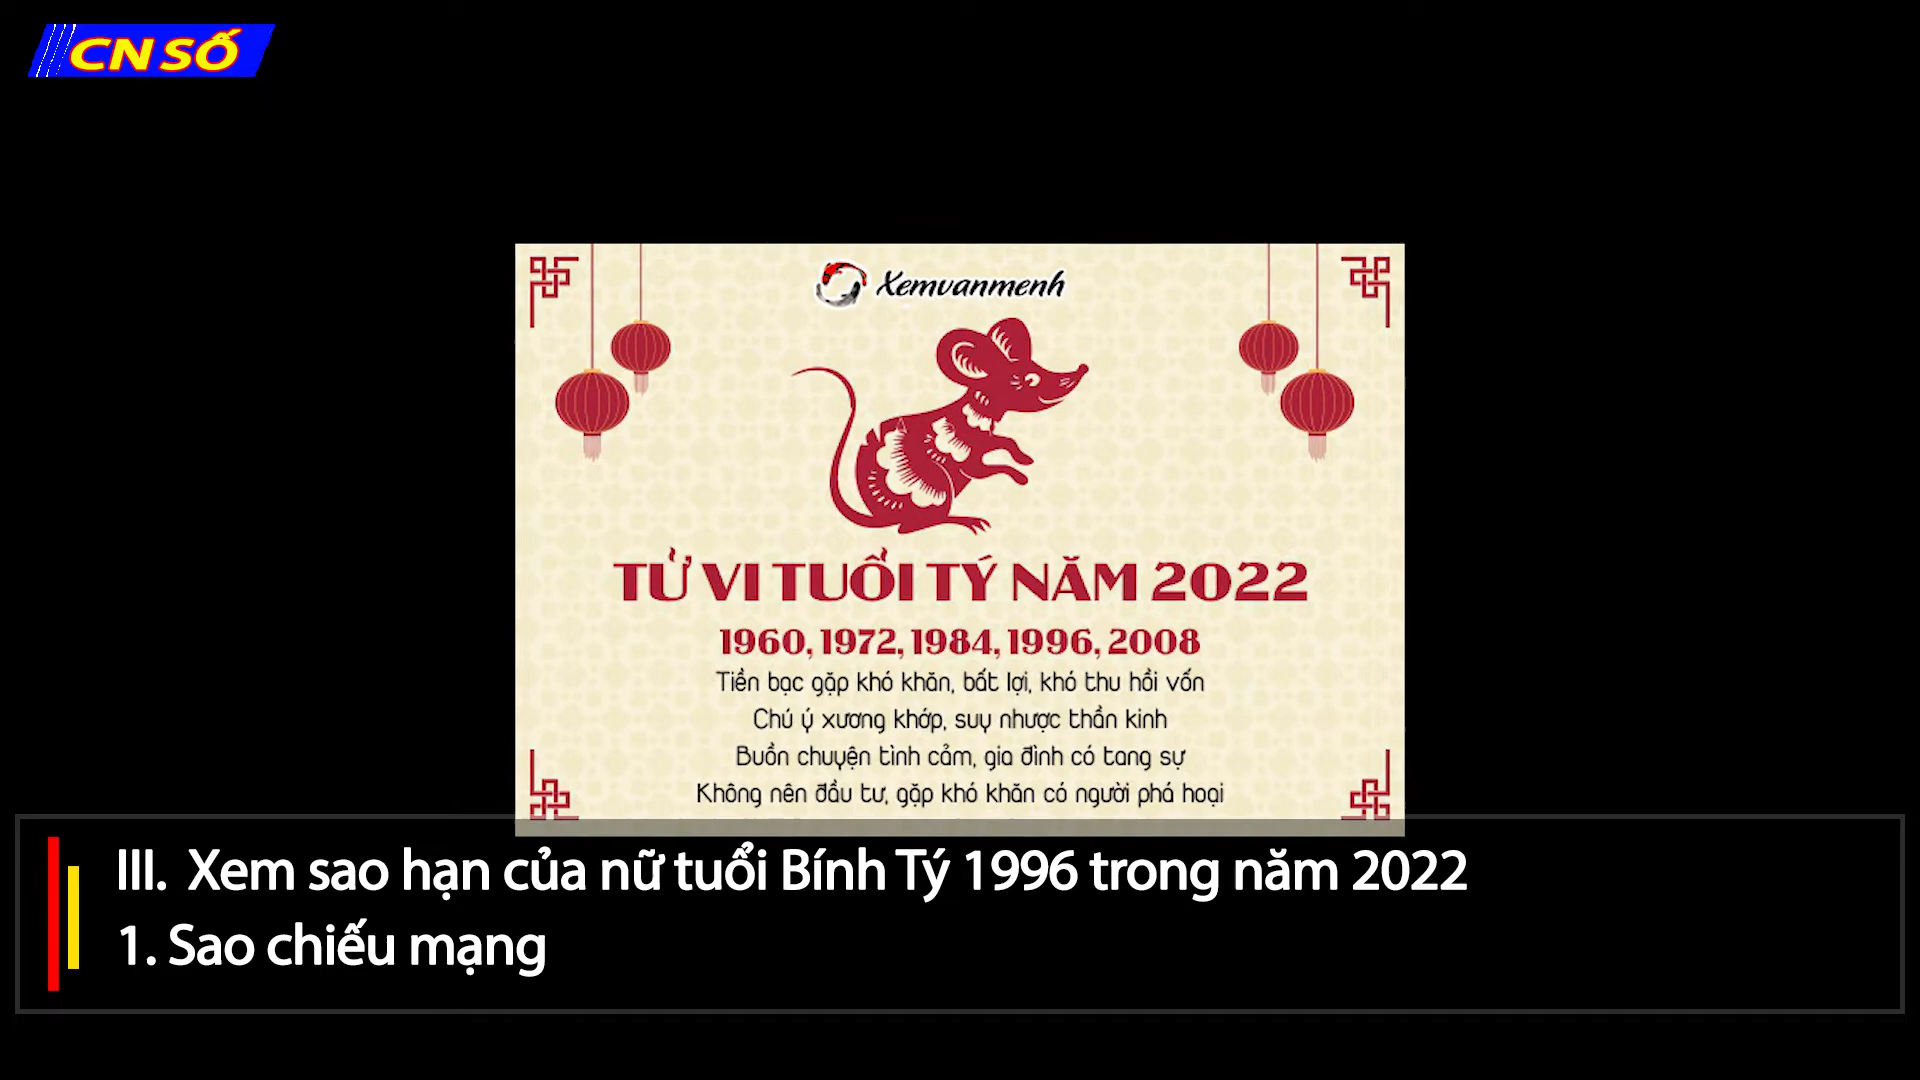 CN SỐ
Xemvanmenh
TỬ VI TUỔI TÝ NĂM 2022
1960, 1972, 1984, 1996, 2008
Tiền bạc gặp khó khăn, bất lợi, khó thu hồi vốn
Chú ý xương khớp, suy nhược thần kinh
Buồn chuyện tình cảm, gia đình có tang sự
Không nên đầu tư, gặp khó khăn có người phá hoại
III. Xem sao hạn của nữ tuổi Bính Tý 1996 trong năm 2022
1. Sao chiếu mạng